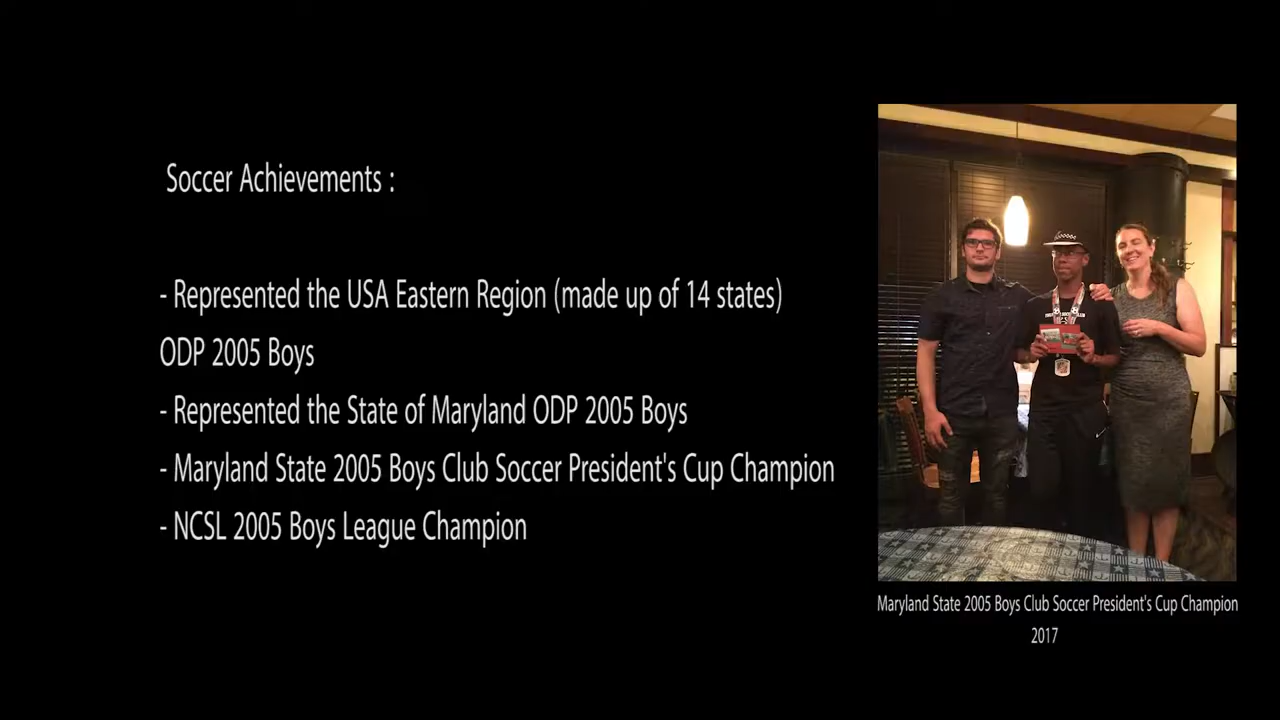 Soccer Achievements :
- Represented the USA Eastern Region (made up of 14 states)
ODP 2005 Boys
- Represented the State of Maryland ODP 2005 Boys
- Maryland State 2005 Boys Club Soccer President's Cup Champion
- NCSL 2005 Boys League Champion
Maryland State 2005 Boys Club Soccer President's Cup Champion
2017